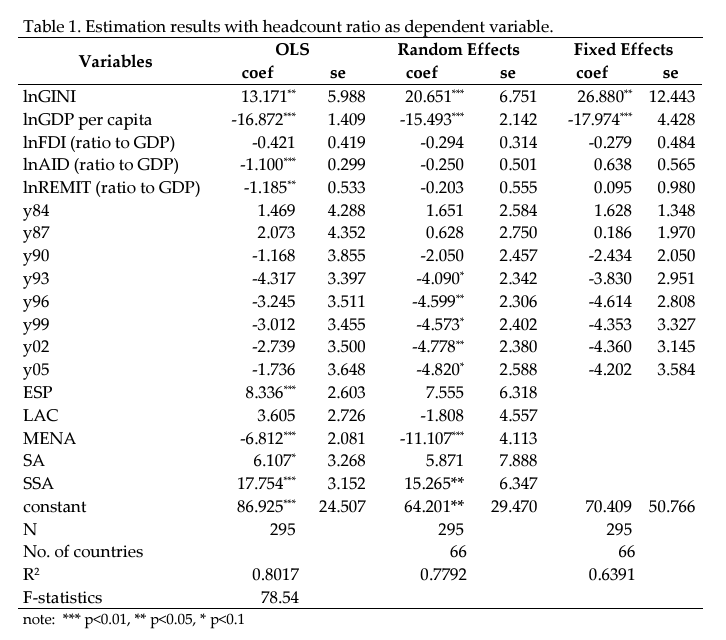 Table 1. Estimation results with headcount ratio as dependent variable.
Variables OLS Random Effects Fixed Effects
coef se coef se coef se
lnGINI 13.171** 5.988 20.651*** 6.751 26.880** 12.443
lnGDP per capita -16.872*** 1.409 -15.493*** 2.142 -17.974*** 4.428
lnFDI (ratio to GDP) -0.421 0.419 -0.294 0.314 -0.279 0.484
lnAID (ratio to GDP) -1.100*** 0.299 -0.250 0.501 0.638 0.565
lnREMIT (ratio to GDP) -1.185** 0.533 -0.203 0.555 0.095 0.980
y84 1.469 4.288 1.651 2.584 1.628 1.348
y87 2.073 4.352 0.628 2.750 0.186 1.970
y90 -1.168 3.855 -2.050 2.457 -2.434 2.050
y93 -4.317 3.397 -4.090* 2.342 -3.830 2.951
y96 -3.245 3.511 -4.599** 2.306 -4.614 2.808
y99 -3.012 3.455 -4.573* 2.402 -4.353 3.327
y02 -2.739 3.500 -4.778** 2.380 -4.360 3.145
y05 -1.736 3.648 -4.820* 2.588 -4.202 3.584
ESP 8.336*** 2.603 7.555 6.318
LAC 3.605 2.726 -1.808 4.557
MENA -6.812*** 2.081 -11.107*** 4.113
SA 6.107* 3.268 5.871 7.888
SSA 17.754*** 3.152 15.265** 6.347
constant 86.925*** 24.507 64.201** 29.470 70.409 50.766
N 295 295 295
No. of countries 66 66
R² 0.8017 0.7792 0.6391
F-statistics 78.54
note: *** p<0.01, ** p<0.05, * p<0.1